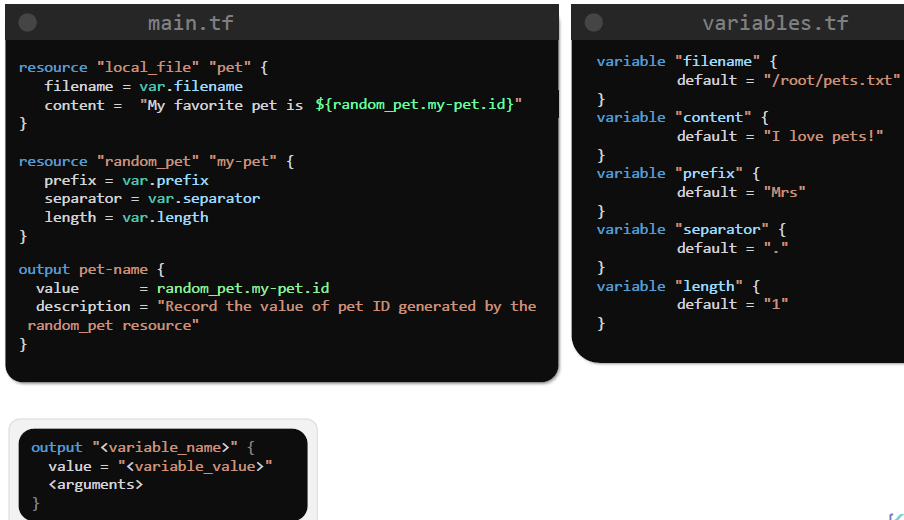 main.tf
resource "local_file" "pet" {
filename = var.filename
content = "My favorite pet is ${random_pet.my-pet.id}"
}
resource "random_pet" "my-pet" {
prefix = var.prefix
separator = var.separator
length = var.length
}
output pet-name {
value = random_pet.my-pet.id
description = "Record the value of pet ID generated by the
random_pet resource"
}
variables.tf
variable "filename" {
default = "/root/pets.txt"
}
variable "content" {
default = "I love pets!"
}
variable "prefix" {
default = "Mrs"
}
variable "separator" {
default = "."
}
variable "length" {
default = "1"
}
output "<variable_name>" {
value = "<variable_value>"
<arguments>
}